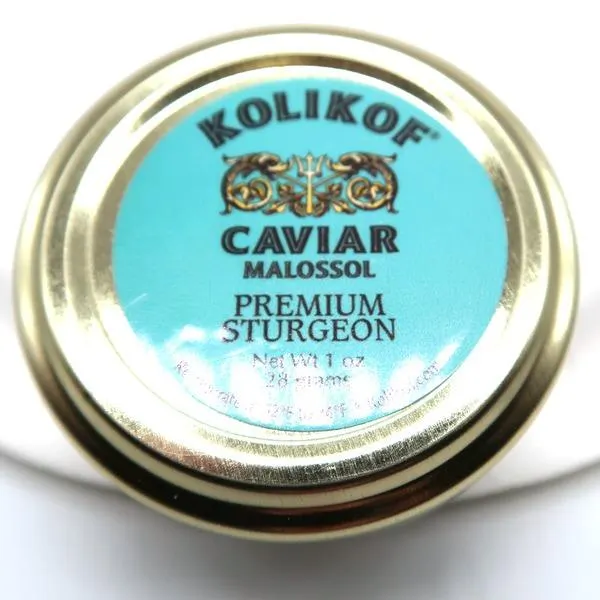 KOLIKOF®
CAVIAR
MALOSSOL
PREMIUM
STURGEON
Net Wt 1 oz
28 grams